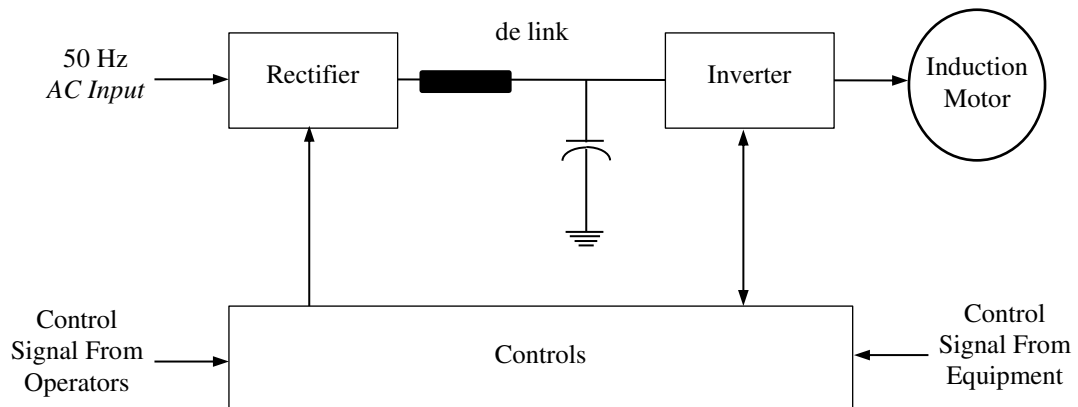 de link
50 Hz
AC Input
Rectifier
Inverter
Induction
Motor
Control
Signal From
Operators
Controls
Control
Signal From
Equipment